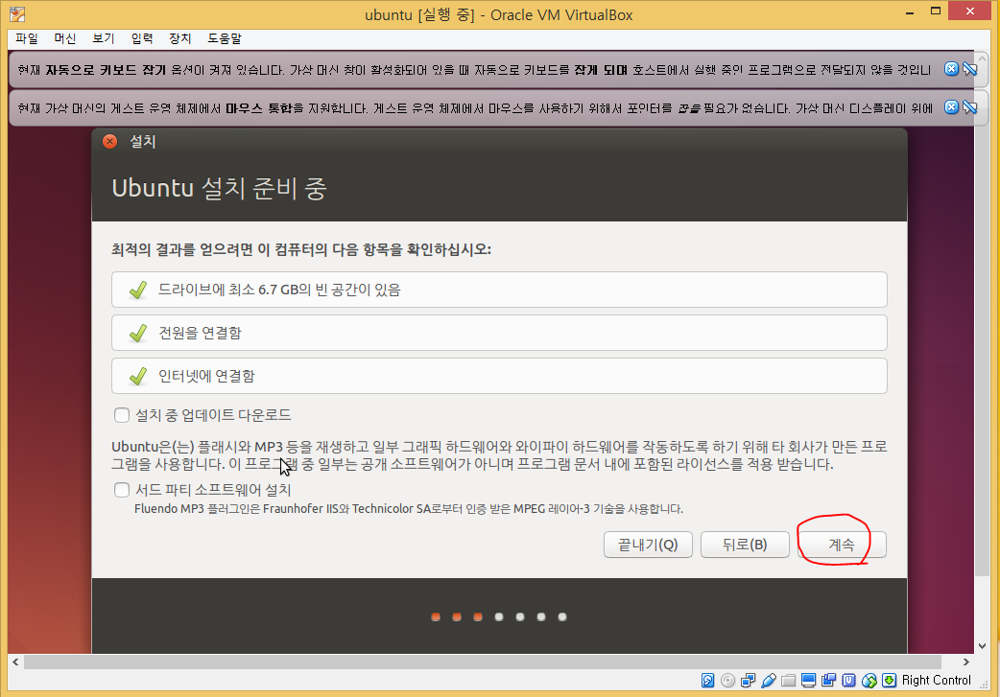 ubuntu [실행 중] - Oracle VM VirtualBox
파일 머신 보기 입력 장치 도움말
현재 자동으로 키보드 잡기 옵션이 켜져 있습니다. 가상 머신 창이 활성화되어 있을 때 자동으로 키보드를 잡게 되며 호스트에서 실행 중인 프로그램으로 전달되지 않을 것입니
현재 가상 머신의 게스트 운영 체제에서 마우스 통합을 지원합니다. 게스트 운영 체제에서 마우스를 사용하기 위해서 포인터를 잡을 필요가 없습니다. 가상 머신 디스플레이 위에
설치
Ubuntu 설치 준비 중
최적의 결과를 얻으려면 이 컴퓨터의 다음 항목을 확인하십시오:
드라이브에 최소 6.7 GB의 빈 공간이 있음
전원을 연결함
인터넷에 연결함
설치 중 업데이트 다운로드
Ubuntu은(는) 플래시와 MP3 등을 재생하고 일부 그래픽 하드웨어와 와이파이 하드웨어를 작동하도록 하기 위해 타 회사가 만든 프로
그램을 사용합니다. 이 프로그램 중 일부는 공개 소프트웨어가 아니며 프로그램 문서 내에 포함된 라이선스를 적용 받습니다.
서드 파티 소프트웨어 설치
Fluendo MP3 플러그인은 Fraunhofer IIS와 Technicolor SA로부터 인증 받은 MPEG 레이어-3 기술을 사용합니다.
끝내기(Q) 뒤로(B) 계속
Right Control